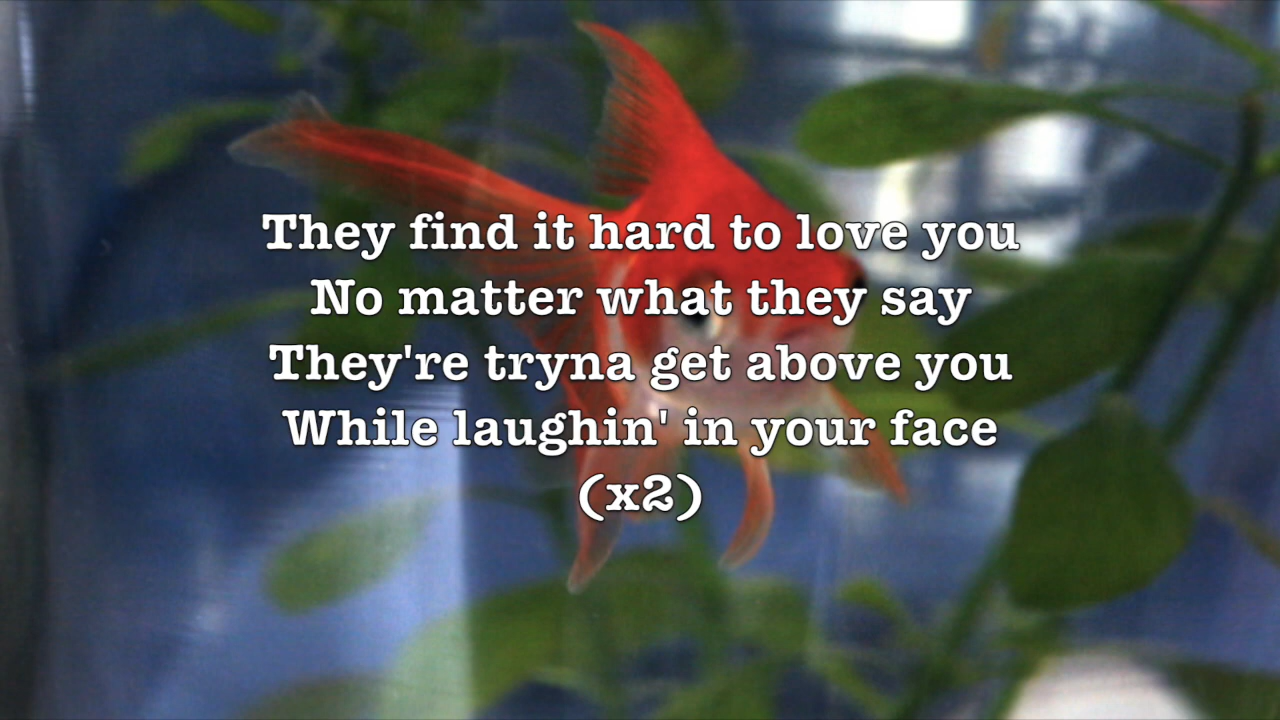 They find it hard to love you
No matter what they say
They're tryna get above you
While laughin' in your face
(x2)